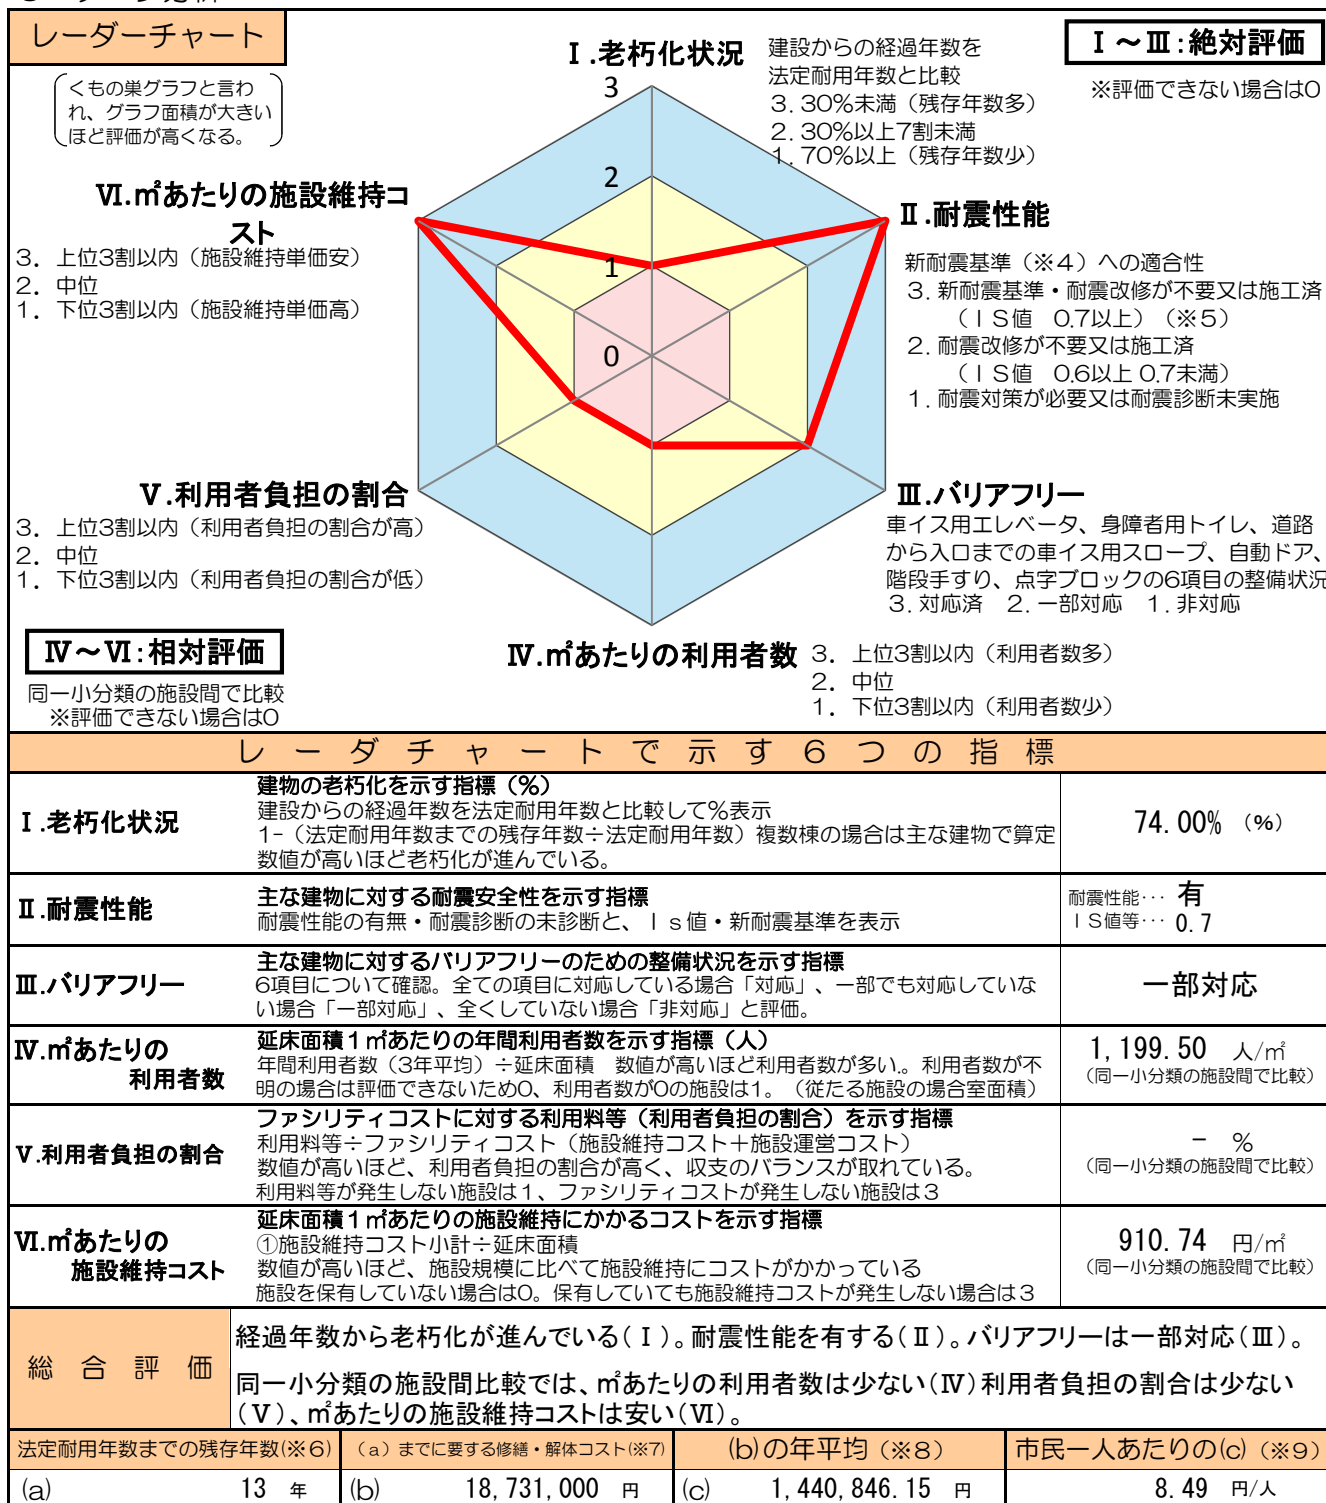 レーダーチャート
くもの巣グラフと言わ
れ、グラフ面積が大きい
ほど評価が高くなる。
Ⅰ.老朽化状況
建設からの経過年数を
法定耐用年数と比較
3.30%未満（残存年数多）
2.30%以上7割未満
1.70%以上（残存年数少）
Ⅰ～Ⅲ:絶対評価
※評価できない場合は0
3
2
1
0
Ⅵ.㎡あたりの施設維持コ
スト
3．上位3割以内（施設維持単価安）
2．中位
1．下位3割以内（施設維持単価高）
Ⅱ.耐震性能
新耐震基準（※4）への適合性
3.新耐震基準・耐震改修が不要又は施工済
（ＩＳ値　0.7以上）（※5）
2.耐震改修が不要又は施工済
（ＩＳ値　0.6以上 0.7未満）
1.耐震対策が必要又は耐震診断未実施
Ⅴ.利用者負担の割合
3．上位3割以内（利用者負担の割合が高）
2．中位
1．下位3割以内（利用者負担の割合が低）
Ⅲ.バリアフリー
車イス用エレベータ、身障者用トイレ、道路
から入口までの車イス用スロープ、自動ドア、
階段手すり、点字ブロックの6項目の整備状況
3.対応済　2.一部対応　1.非対応
Ⅳ～Ⅵ:相対評価
同一小分類の施設間で比較
※評価できない場合は0
Ⅳ.㎡あたりの利用者数
3．上位3割以内（利用者数多）
2．中位
1．下位3割以内（利用者数少）
レーダチャートで示す6つの指標
Ⅰ.老朽化状況
建物の老朽化を示す指標（%）
建設からの経過年数を法定耐用年数と比較して%表示
1-（法定耐用年数までの残存年数÷法定耐用年数）複数棟の場合は主な建物で算定
数値が高いほど老朽化が進んでいる。
74.00% （%）
Ⅱ.耐震性能
主な建物に対する耐震安全性を示す指標
耐震性能の有無・耐震診断の未診断と、Ｉｓ値・新耐震基準を表示
耐震性能… 有
ＩＳ値等… 0.7
Ⅲ.バリアフリー
主な建物に対するバリアフリーのための整備状況を示す指標
6項目について確認。全ての項目に対応している場合「対応」、一部でも対応していな
い場合「一部対応」、全くしていない場合「非対応」と評価。
一部対応
Ⅳ.㎡あたりの
利用者数
延床面積１㎡あたりの年間利用者数を示す指標（人）
年間利用者数（3年平均）÷延床面積　数値が高いほど利用者数が多い。利用者数が不
明の場合は評価できないため0、利用者数が0の施設は1。（従たる施設の場合室面積）
1,199.50 人/㎡
（同一小分類の施設間で比較）
Ⅴ.利用者負担の割合
ファシリティコストに対する利用料等（利用者負担の割合）を示す指標
利用料等÷ファシリティコスト（施設維持コスト＋施設運営コスト）
数値が高いほど、利用者負担の割合が高く、収支のバランスが取れている。
利用料等が発生しない施設は１、ファシリティコストが発生しない施設は３
－ %
（同一小分類の施設間で比較）
Ⅵ.㎡あたりの
施設維持コスト
延床面積１㎡あたりの施設維持にかかるコストを示す指標
①施設維持コスト小計÷延床面積
数値が高いほど、施設規模に比べて施設維持にコストがかかっている
施設を保有していない場合は0。保有していても施設維持コストが発生しない場合は３
910.74 円/㎡
（同一小分類の施設間で比較）
総合評価
経過年数から老朽化が進んでいる(Ⅰ)。耐震性能を有する(Ⅱ)。バリアフリーは一部対応(Ⅲ)。
同一小分類の施設間比較では、㎡あたりの利用者数は少ない(Ⅳ)利用者負担の割合は少ない
(Ⅴ)、㎡あたりの施設維持コストは安い(Ⅵ)。
法定耐用年数までの残存年数(※6)
（a）までに要する修繕・解体コスト(※7)
(b)の年平均（※8）
市民一人あたりの(c)（※9）
(a) 13 年
(b) 18,731,000 円
(c) 1,440,846.15 円
8.49 円/人